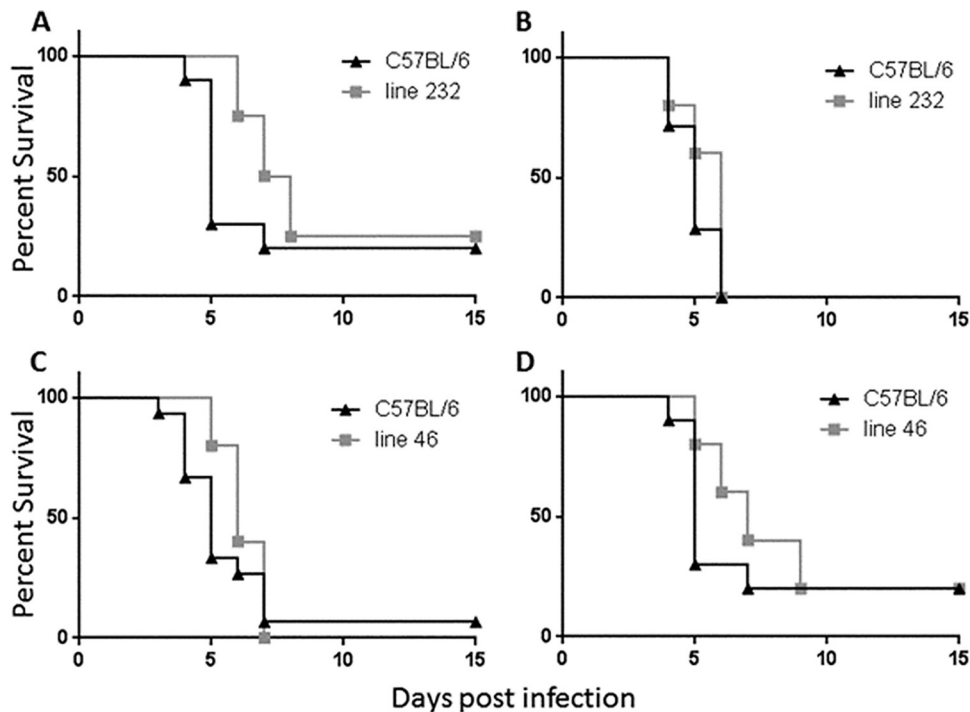 A
Percent Survival
100
50
0
0 5 10 15
C57BL/6
line 232
B
100
50
0
0 5 10 15
C57BL/6
line 232
C
Percent Survival
100
50
0
0 5 10 15
C57BL/6
line 46
D
100
50
0
0 5 10 15
C57BL/6
line 46
Days post infection